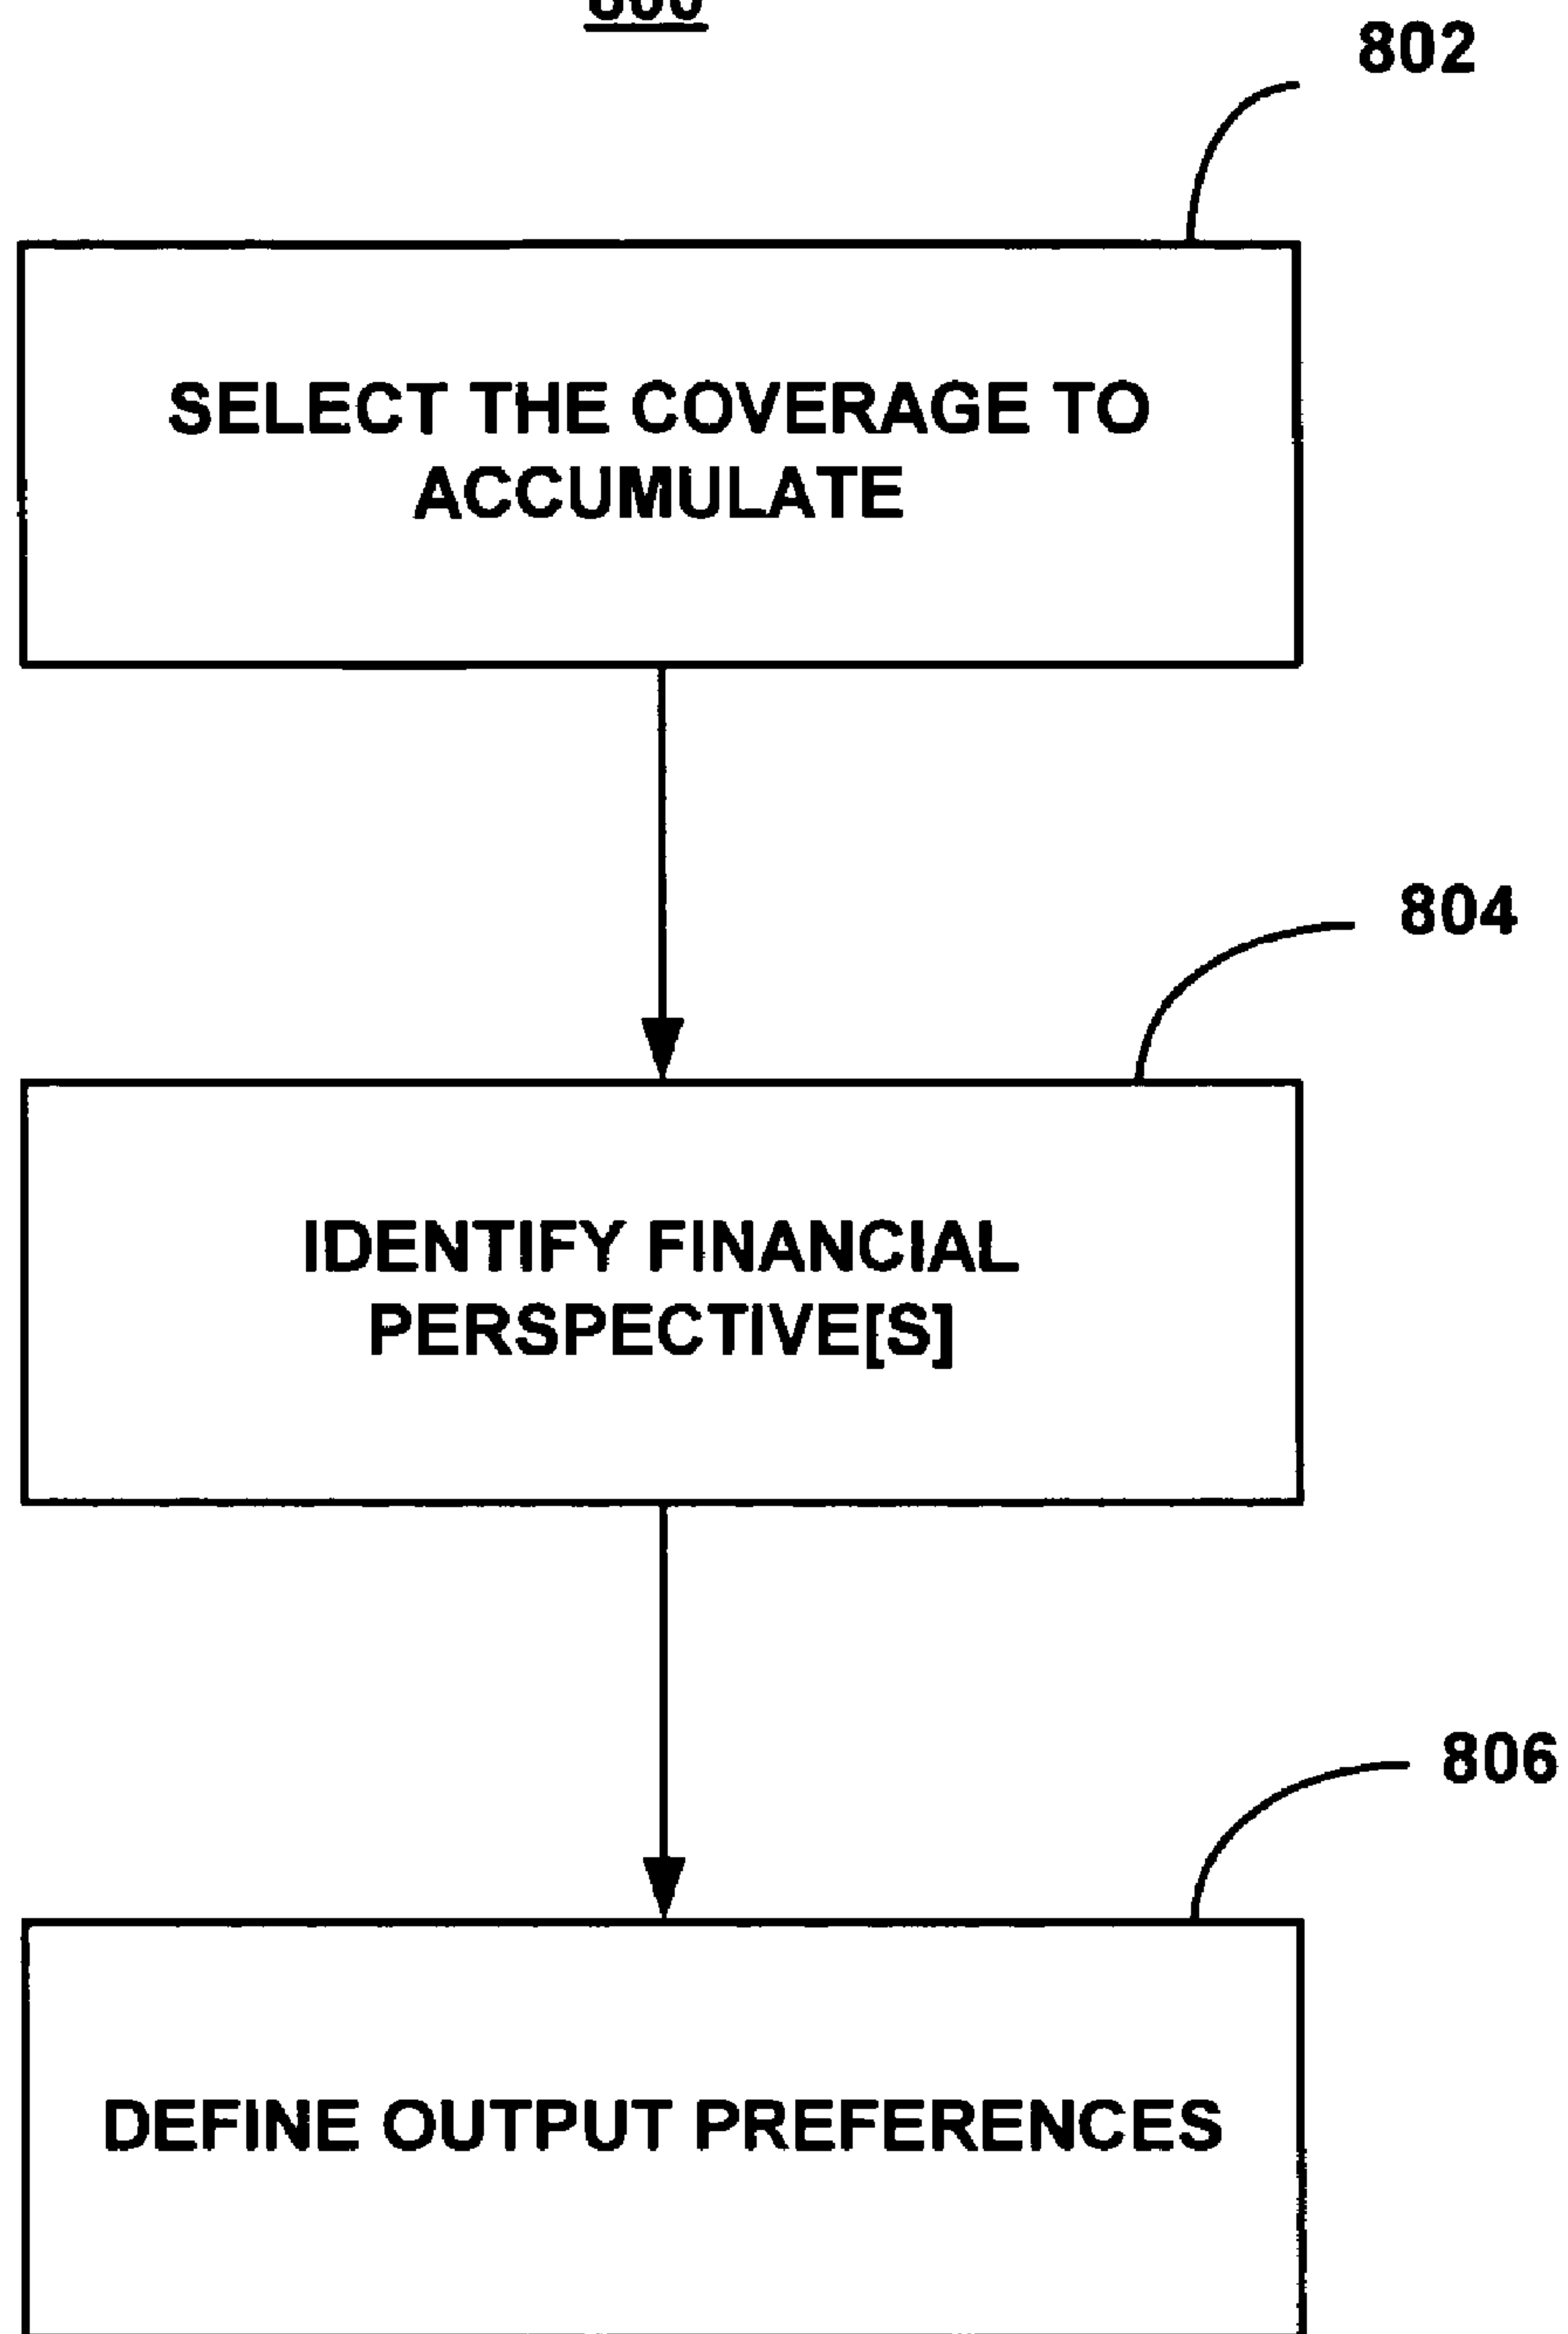 802
SELECT THE COVERAGE TO
ACCUMULATE
804
IDENTIFY FINANCIAL
PERSPECTIVE[S]
806
DEFINE OUTPUT PREFERENCES